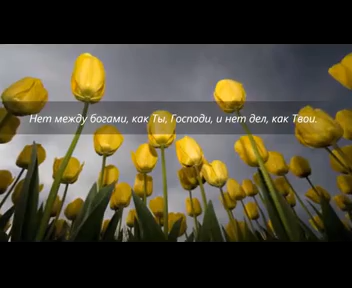 Нет между богами, как Ты, Господи, и нет дел, как Твои.